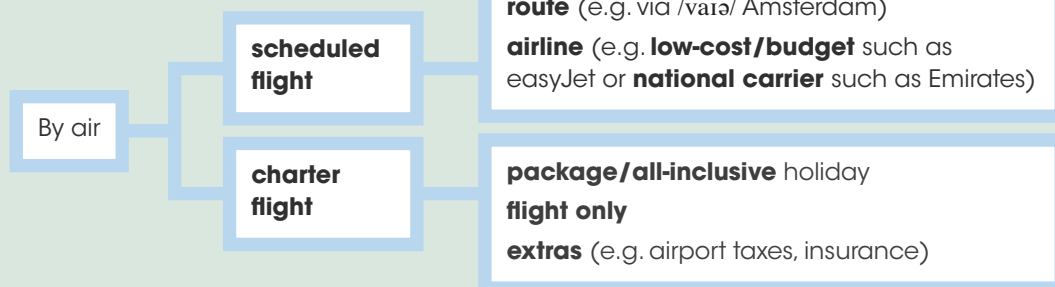 By air
scheduled
flight
route (e.g. via /vaɪə/ Amsterdam)
airline (e.g. low-cost/budget such as
easyJet or national carrier such as Emirates)
charter
flight
package/all-inclusive holiday
flight only
extras (e.g. airport taxes, insurance)